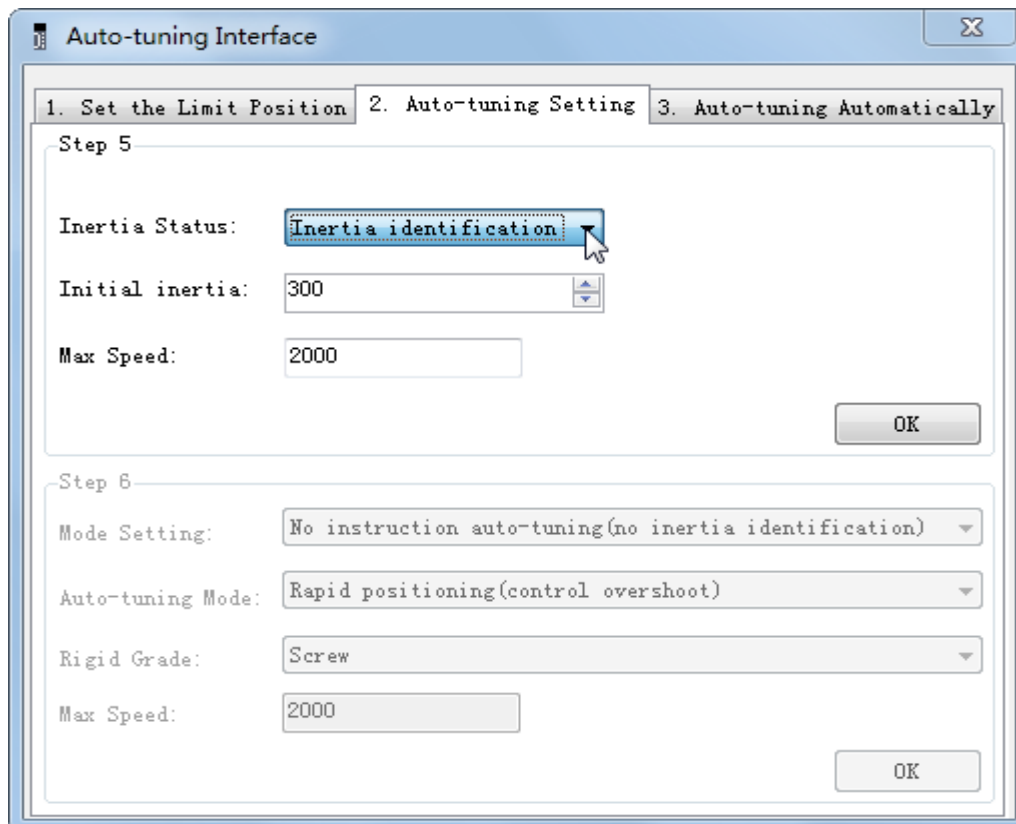 Auto-tuning Interface
1. Set the Limit Position 2. Auto-tuning Setting 3. Auto-tuning Automatically
Step 5
Inertia Status: Inertia identification
Initial inertia: 300
Max Speed: 2000
OK
Step 6
Mode Setting: No instruction auto-tuning(no inertia identification)
Auto-tuning Mode: Rapid positioning(control overshoot)
Rigid Grade: Screw
Max Speed: 2000
OK